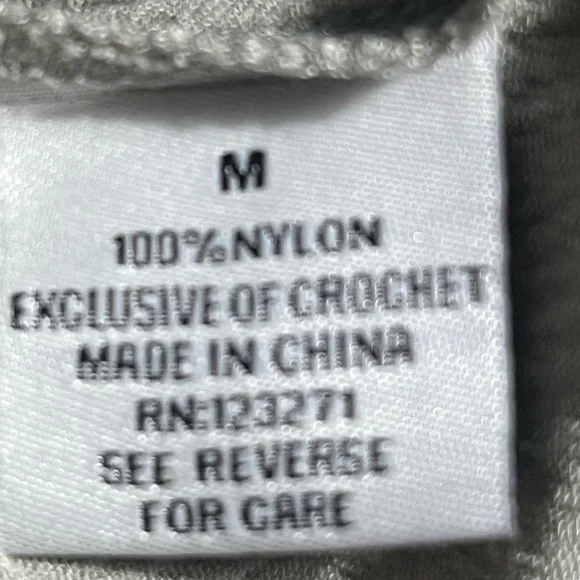 M
100%NYLON
EXCLUSIVE OF CROCHET
MADE IN CHINA
RN:123271
SEE REVERSE
FOR CARE